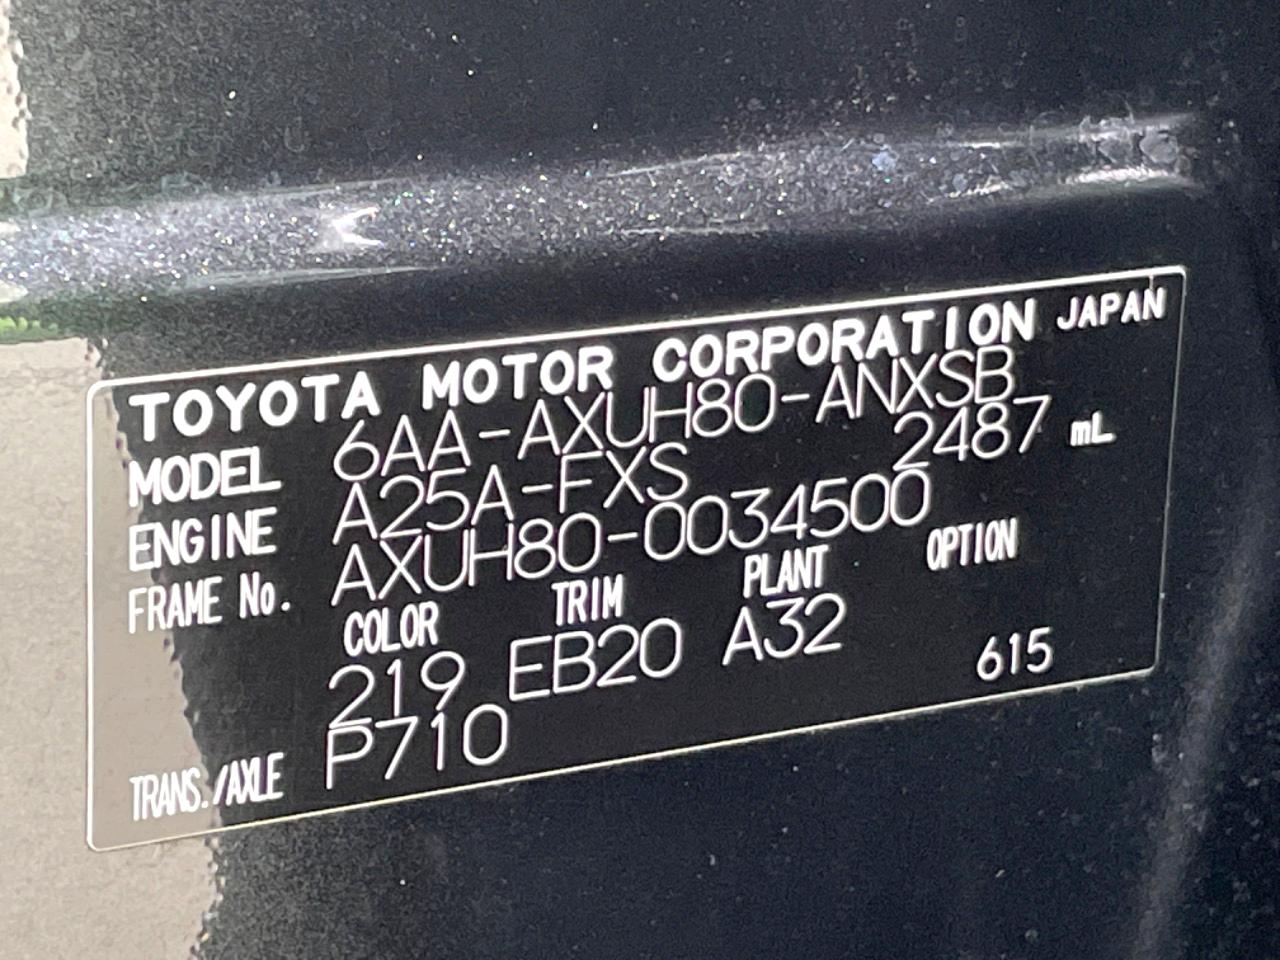 TOYOTA MOTOR CORPORATION JAPAN
MODEL 6AA-AXUH80-ANXSB
ENGINE A25A-FXS 2487 mL
FRAME No. AXUH80-0034500
COLOR TRIM PLANT OPTION
219 EB20 A32
615
TRANS./AXLE P710